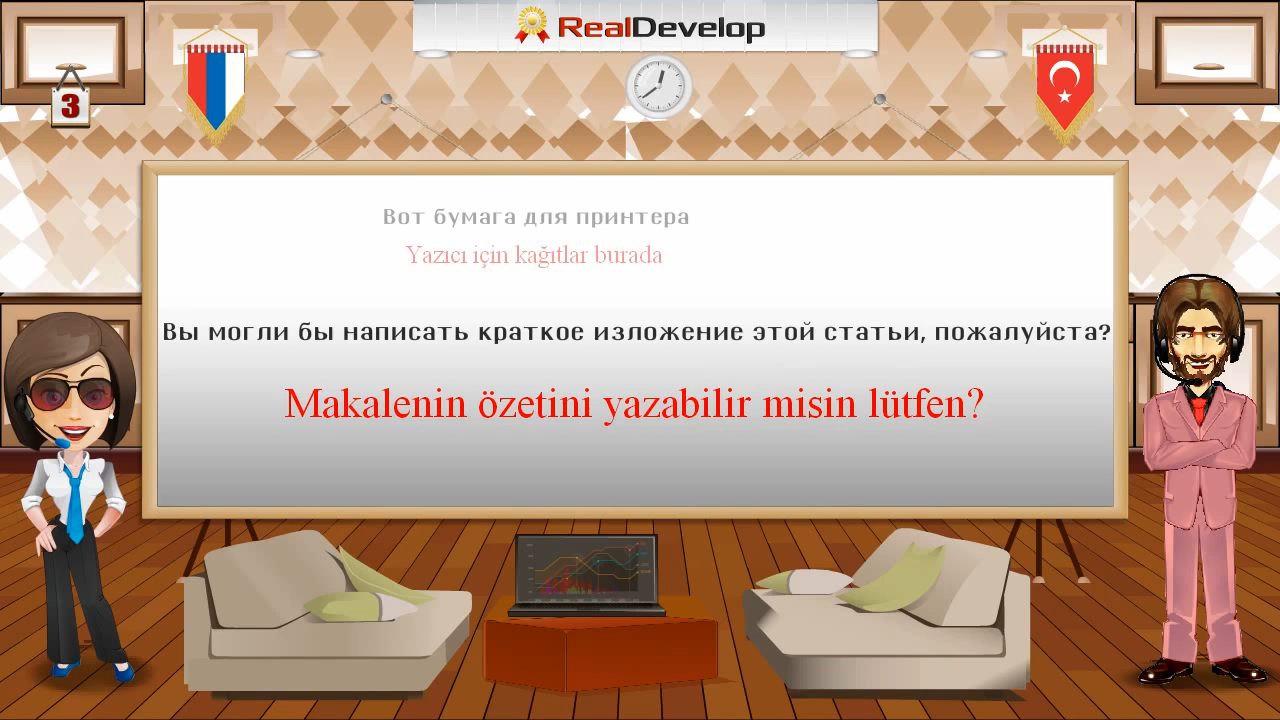 RealDevelop
3
Вот бумага для принтера
Yazıcı için kağıtlar burada
Вы могли бы написать краткое изложение этой статьи, пожалуйста?
Makalenin özetini yazabilir misin lütfen?